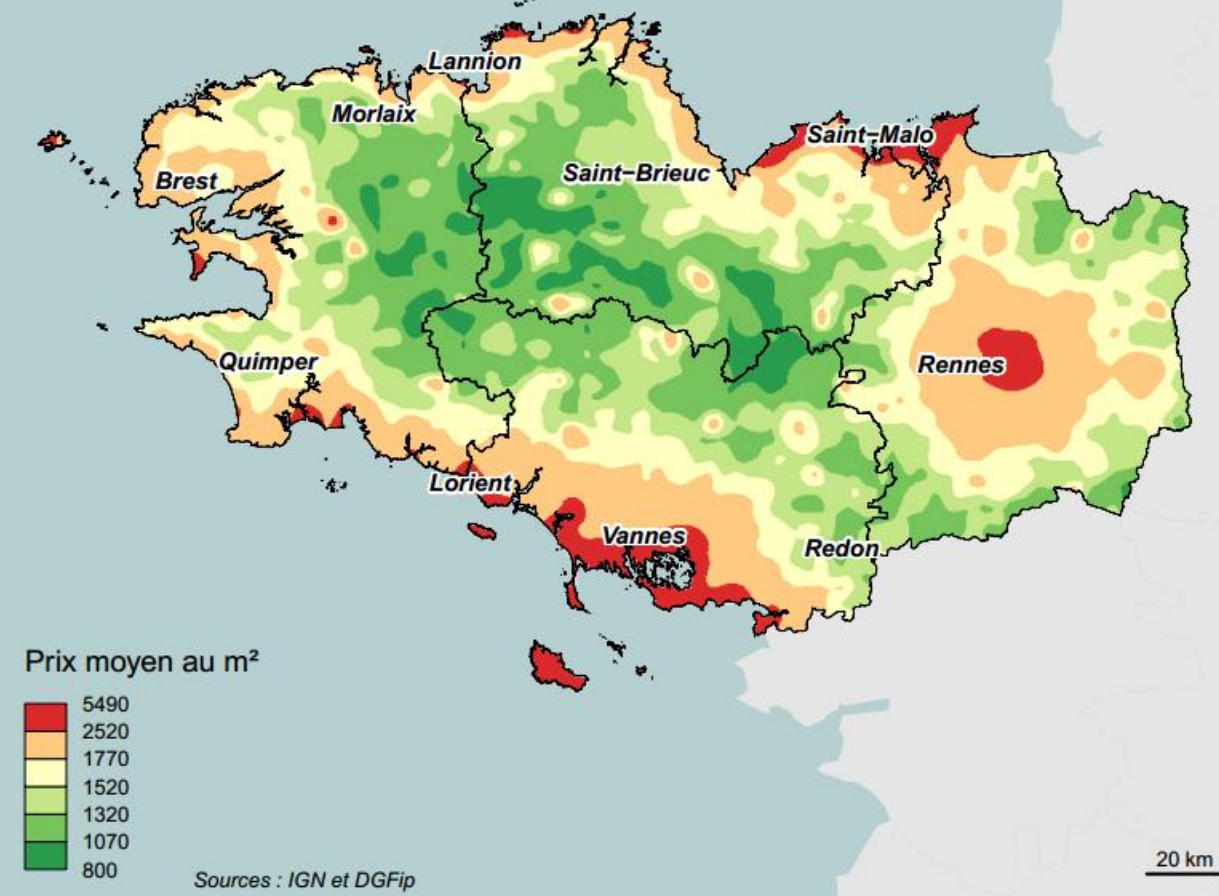 Lannion
Morlaix
Saint-Malo
Saint-Brieuc
Brest
Quimper
Rennes
Lorient
Vannes
Redon
Prix moyen au m²
5490
2520
1770
1520
1320
1070
800
20 km
Sources : IGN et DGFip